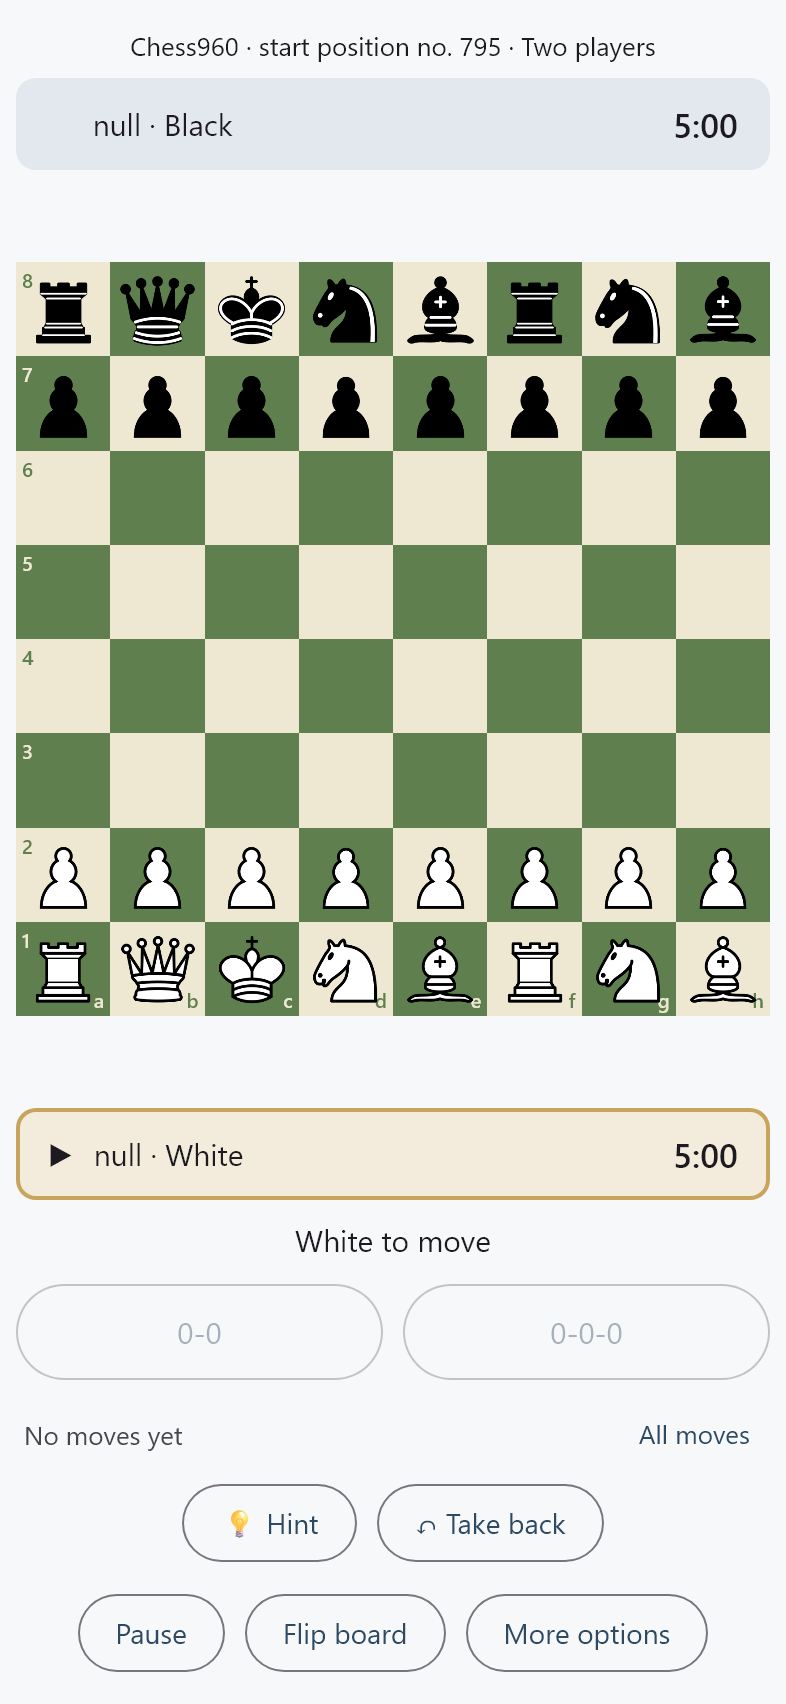 Chess960 · start position no. 795 · Two players
null · Black 5:00
8
7
6
5
4
3
2
1 a b c d e f g h
▶ null · White 5:00
White to move
0-0 0-0-0
No moves yet All moves
💡 Hint ⤺ Take back
Pause Flip board More options